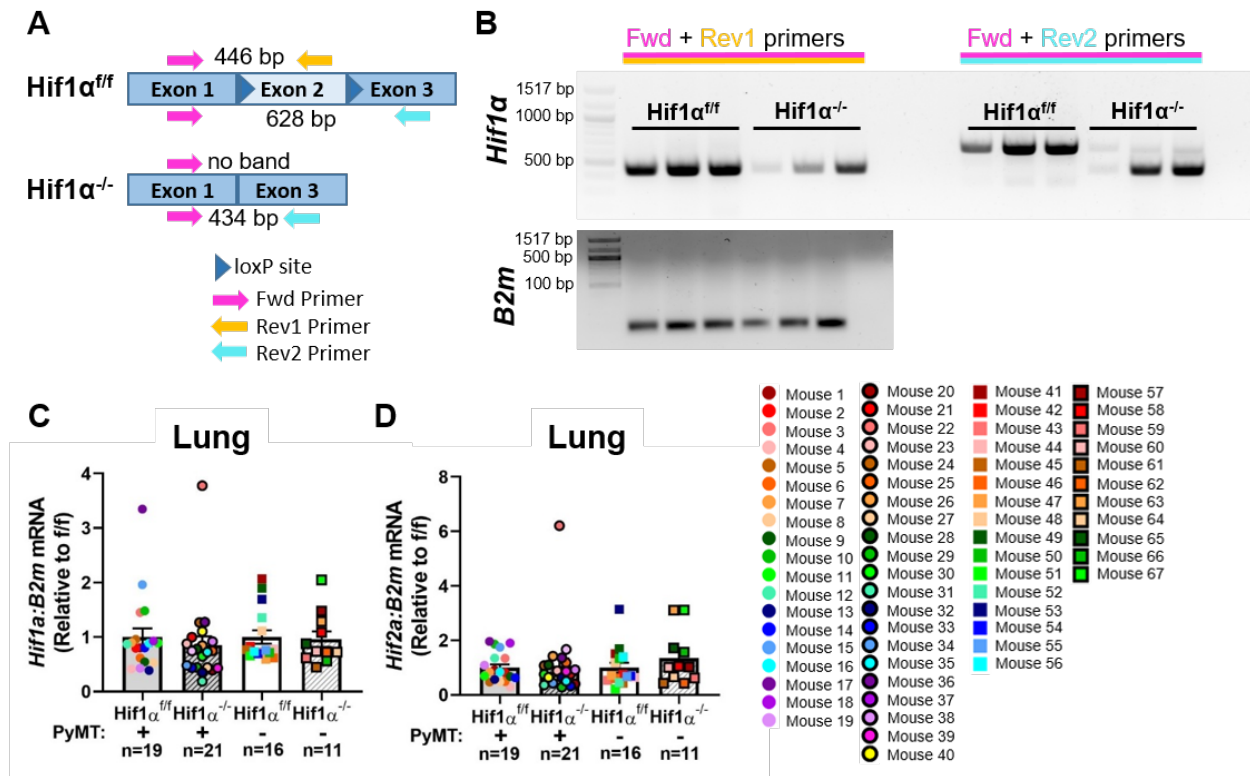 A
446 bp
Hif1α^f/f
Exon 1 Exon 2 Exon 3
628 bp
no band
Hif1α^-/-
Exon 1 Exon 3
434 bp
loxP site
Fwd Primer
Rev1 Primer
Rev2 Primer
B
Fwd + Rev1 primers
Fwd + Rev2 primers
Hif1α
1517 bp
1000 bp
500 bp
Hif1α^f/f Hif1α^-/- Hif1α^f/f Hif1α^-/-
B2m
1517 bp
500 bp
100 bp
C
Lung
Hif1a:B2m mRNA
(Relative to f/f)
4
3
2
1
0
Hif1α^f/f Hif1α^-/- Hif1α^f/f Hif1α^-/-
PyMT: + + - -
n=19 n=21 n=16 n=11
D
Lung
Hif2a:B2m mRNA
(Relative to f/f)
8
6
4
2
0
Hif1α^f/f Hif1α^-/- Hif1α^f/f Hif1α^-/-
PyMT: + + - -
n=19 n=21 n=16 n=11
Mouse 1
Mouse 2
Mouse 3
Mouse 4
Mouse 5
Mouse 6
Mouse 7
Mouse 8
Mouse 9
Mouse 10
Mouse 11
Mouse 12
Mouse 13
Mouse 14
Mouse 15
Mouse 16
Mouse 17
Mouse 18
Mouse 19
Mouse 20
Mouse 21
Mouse 22
Mouse 23
Mouse 24
Mouse 25
Mouse 26
Mouse 27
Mouse 28
Mouse 29
Mouse 30
Mouse 31
Mouse 32
Mouse 33
Mouse 34
Mouse 35
Mouse 36
Mouse 37
Mouse 38
Mouse 39
Mouse 40
Mouse 41
Mouse 42
Mouse 43
Mouse 44
Mouse 45
Mouse 46
Mouse 47
Mouse 48
Mouse 49
Mouse 50
Mouse 51
Mouse 52
Mouse 53
Mouse 54
Mouse 55
Mouse 56
Mouse 57
Mouse 58
Mouse 59
Mouse 60
Mouse 61
Mouse 62
Mouse 63
Mouse 64
Mouse 65
Mouse 66
Mouse 67